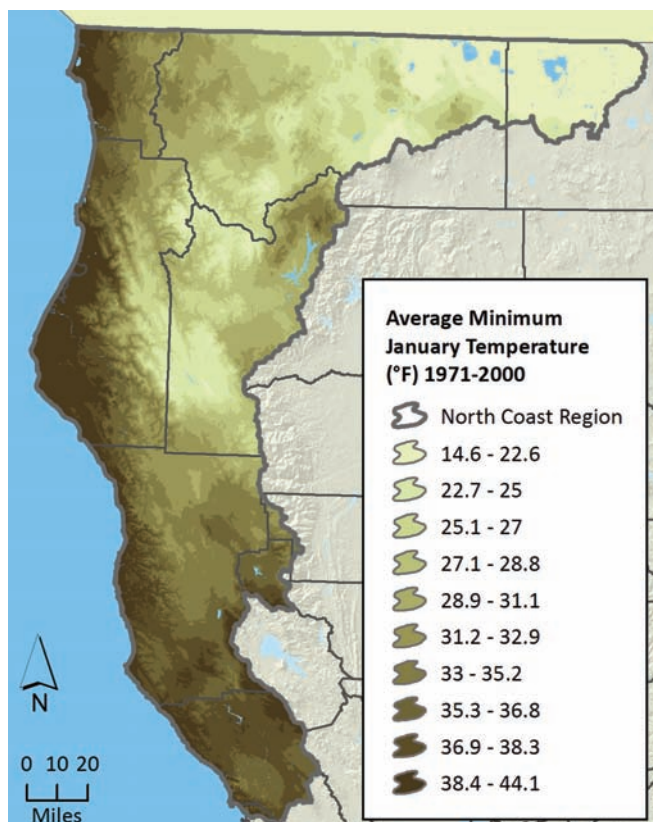 Average Minimum
January Temperature
(°F) 1971-2000
North Coast Region
14.6 - 22.6
22.7 - 25
25.1 - 27
27.1 - 28.8
28.9 - 31.1
31.2 - 32.9
33 - 35.2
35.3 - 36.8
36.9 - 38.3
38.4 - 44.1
N
0 10 20
Miles